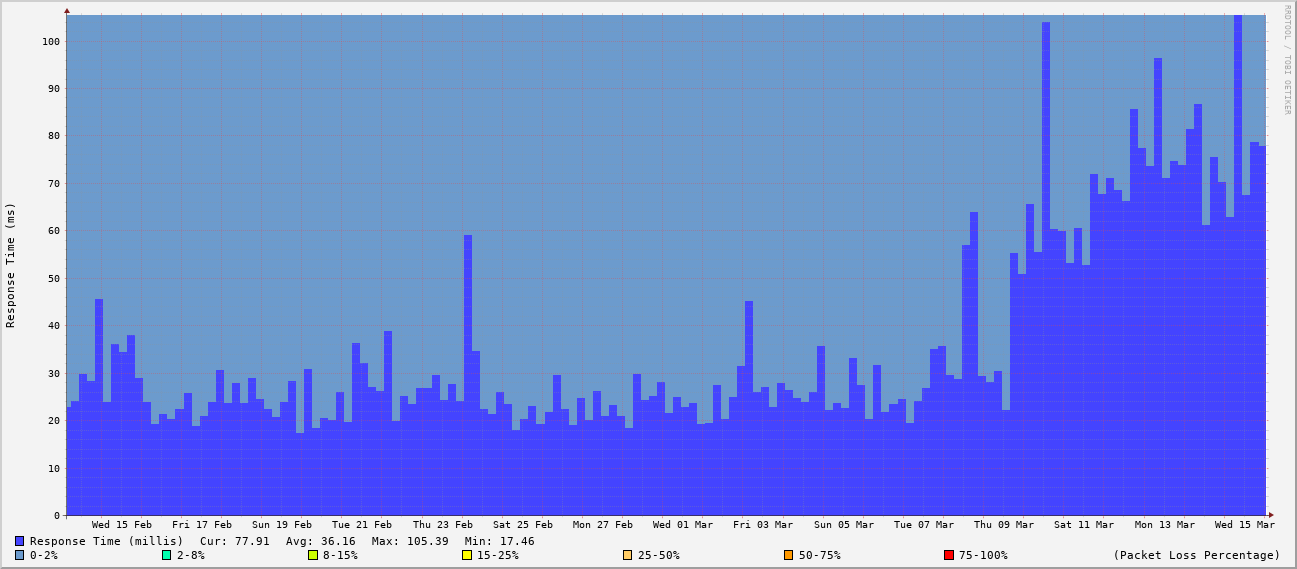 RRDTOOL / TOBI OETIKER
Response Time (ms)
100
90
80
70
60
50
40
30
20
10
0
Wed 15 Feb Fri 17 Feb Sun 19 Feb Tue 21 Feb Thu 23 Feb Sat 25 Feb Mon 27 Feb Wed 01 Mar Fri 03 Mar Sun 05 Mar Tue 07 Mar Thu 09 Mar Sat 11 Mar Mon 13 Mar Wed 15 Mar
Response Time (millis) Cur: 77.91 Avg: 36.16 Max: 105.39 Min: 17.46
0-2% 2-8% 8-15% 15-25% 25-50% 50-75% 75-100% (Packet Loss Percentage)